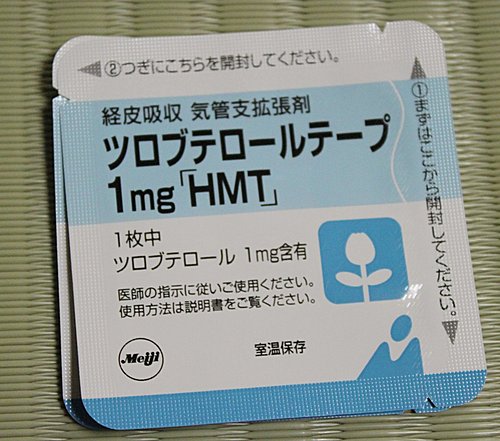 ②つぎにこちらを開封してください。
①まずはここから開封してください。
経皮吸収 気管支拡張剤
ツロブテロールテープ
1mg「HMT」
1枚中
ツロブテロール 1mg含有
医師の指示に従いご使用ください。
使用方法は説明書をご覧ください。
Meiji
室温保存